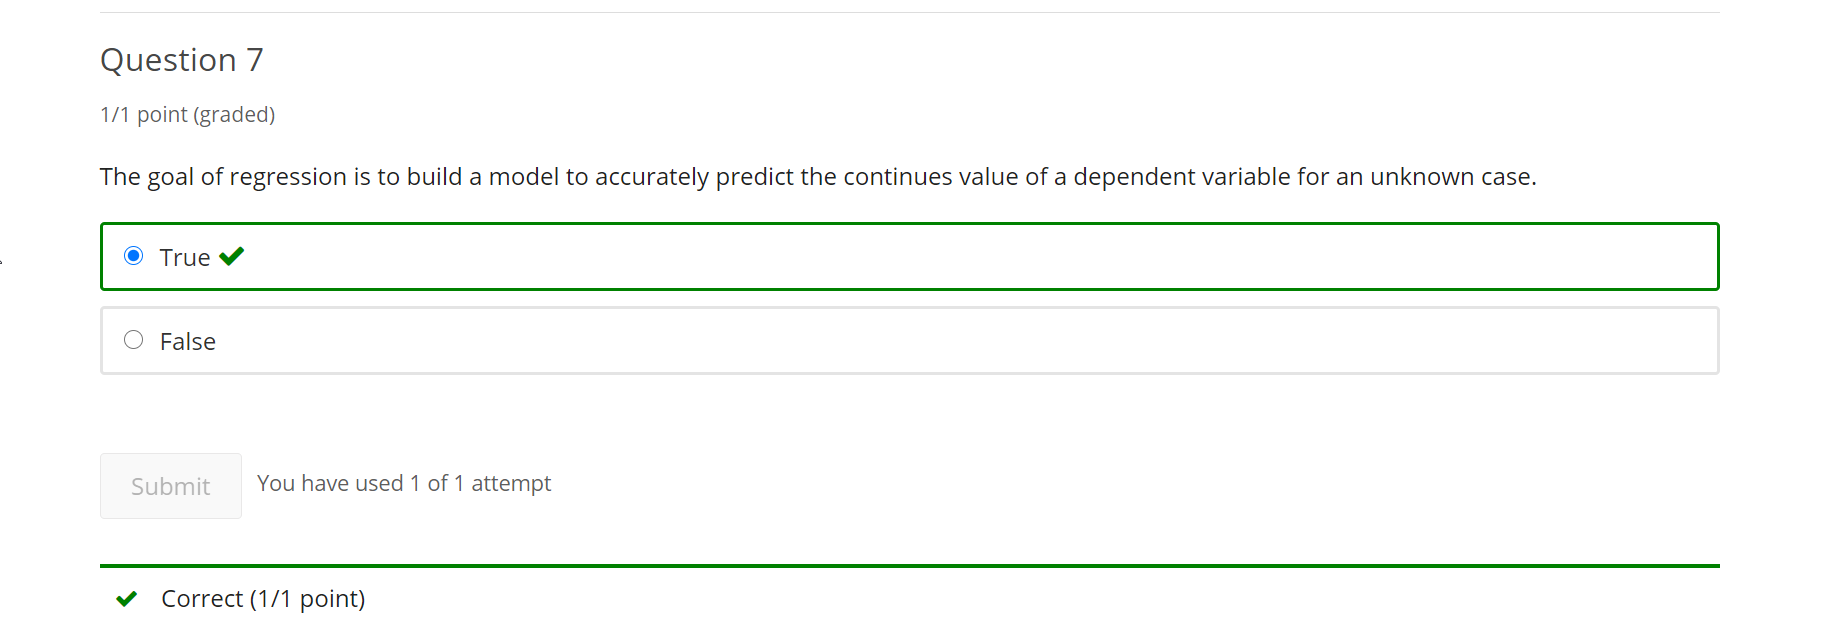 Question 7
1/1 point (graded)
The goal of regression is to build a model to accurately predict the continues value of a dependent variable for an unknown case.
True
False
Submit
You have used 1 of 1 attempt
Correct (1/1 point)